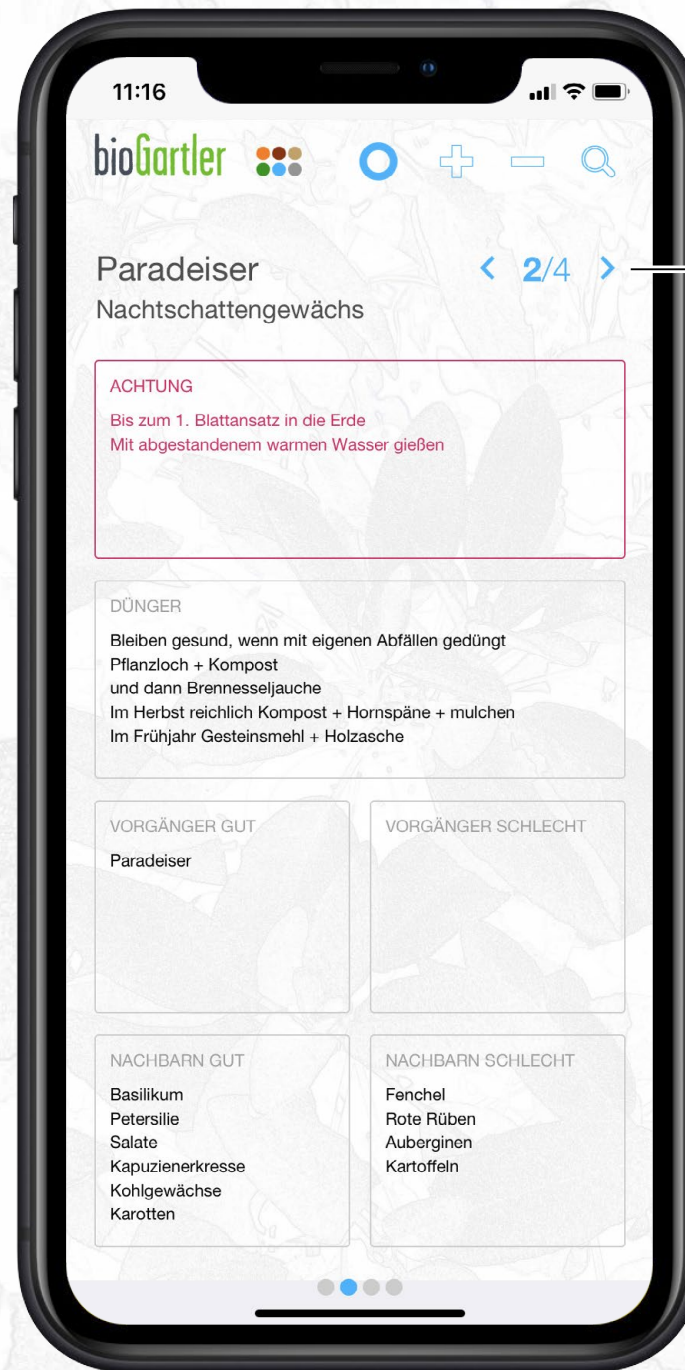 11:16
bioGartler
Paradeiser
2/4
Nachtschattengewächs
ACHTUNG
Bis zum 1. Blattansatz in die Erde
Mit abgestandenem warmen Wasser gießen
DÜNGER
Bleiben gesund, wenn mit eigenen Abfällen gedüngt
Pflanzloch + Kompost
und dann Brennesseljauche
Im Herbst reichlich Kompost + Hornspäne + mulchen
Im Frühjahr Gesteinsmehl + Holzasche
VORGÄNGER GUT
Paradeiser
VORGÄNGER SCHLECHT
NACHBARN GUT
Basilikum
Petersilie
Salate
Kapuzienerkresse
Kohlgewächse
Karotten
NACHBARN SCHLECHT
Fenchel
Rote Rüben
Auberginen
Kartoffeln